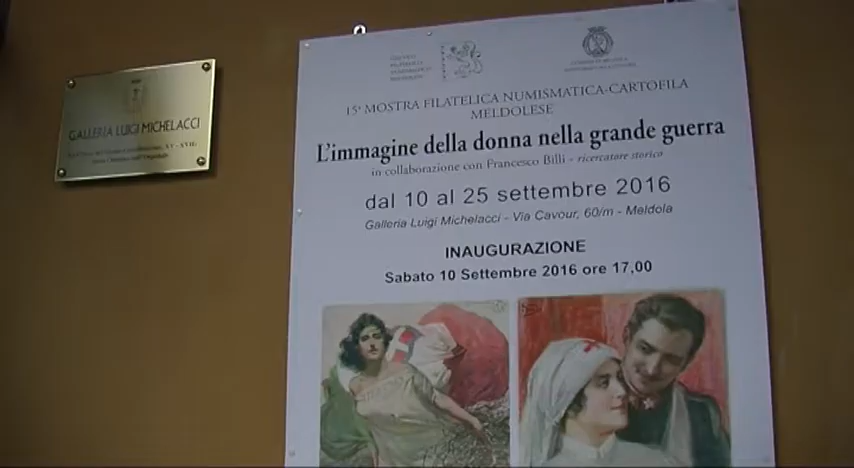 GALLERIA LUIGI MICHELACCI
15ª MOSTRA FILATELICA NUMISMATICA-CARTOFILA
MELDOLESE
L'immagine della donna nella grande guerra
in collaborazione con Francesco Billi - ricercatore storico
dal 10 al 25 settembre 2016
Galleria Luigi Michelacci - Via Cavour, 60/m - Meldola
INAUGURAZIONE
Sabato 10 Settembre 2016 ore 17,00